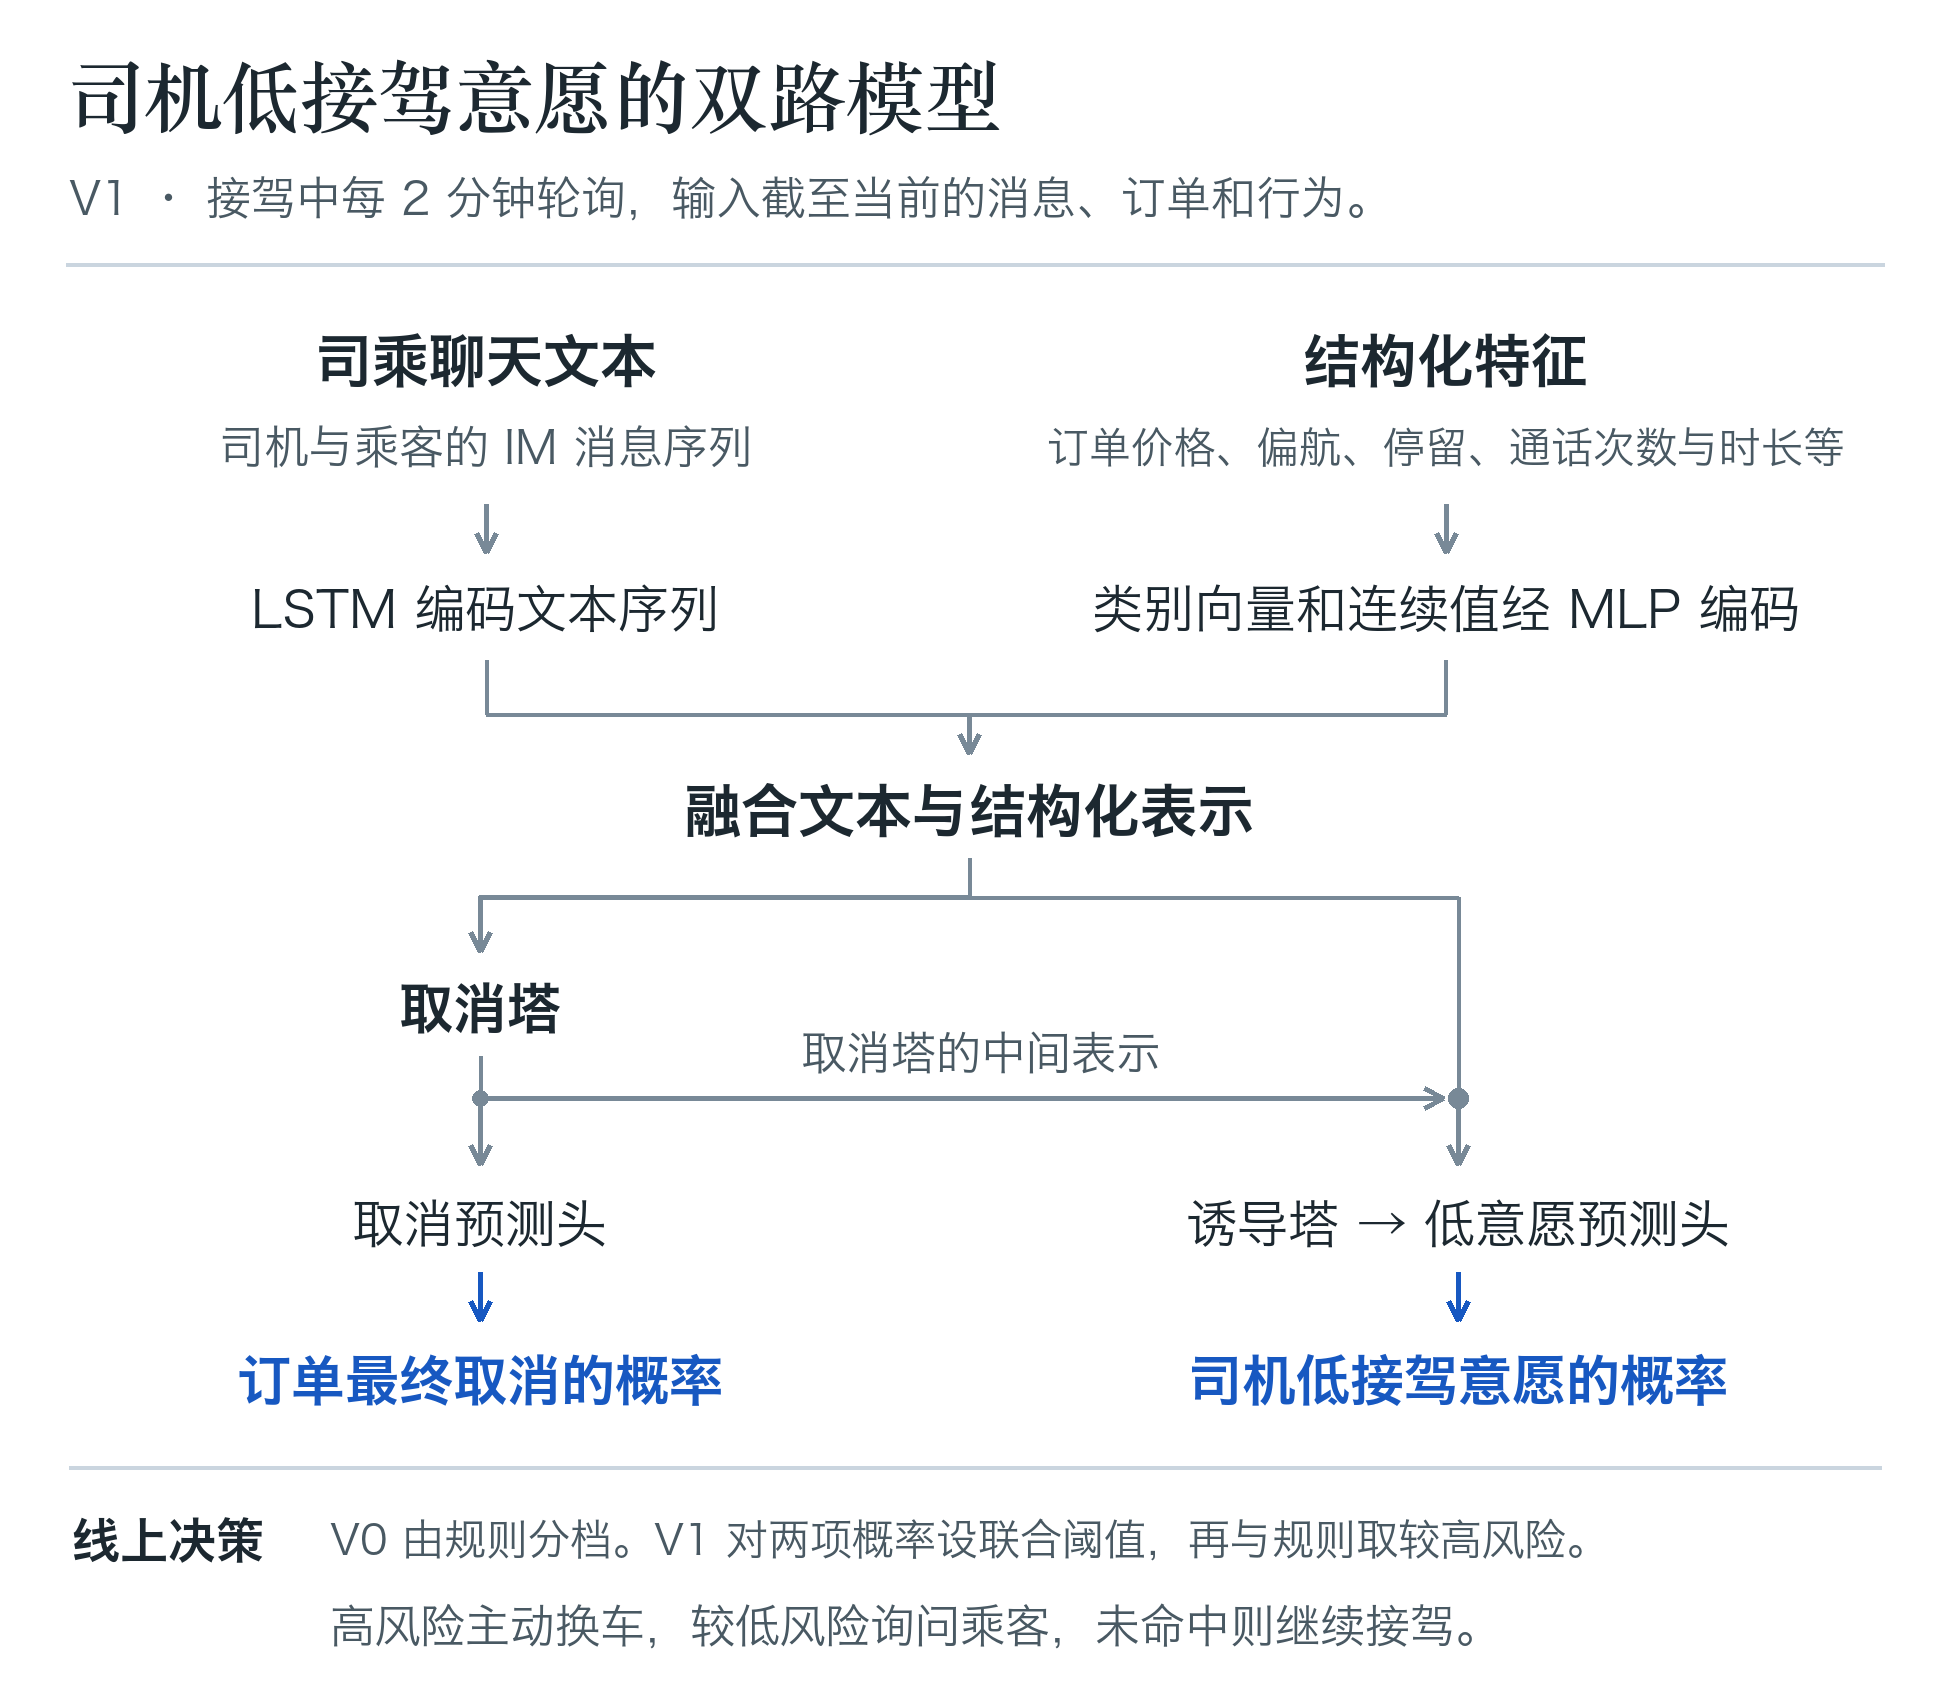 司机低接驾意愿的双路模型
V1 · 接驾中每 2 分钟轮询，输入截至当前的消息、订单和行为。
司乘聊天文本
结构化特征
司机与乘客的 IM 消息序列
订单价格、偏航、停留、通话次数与时长等
LSTM 编码文本序列
类别向量和连续值经 MLP 编码
融合文本与结构化表示
取消塔
取消塔的中间表示
取消预测头
诱导塔 → 低意愿预测头
订单最终取消的概率
司机低接驾意愿的概率
线上决策
V0 由规则分档。V1 对两项概率设联合阈值，再与规则取较高风险。
高风险主动换车，较低风险询问乘客，未命中则继续接驾。